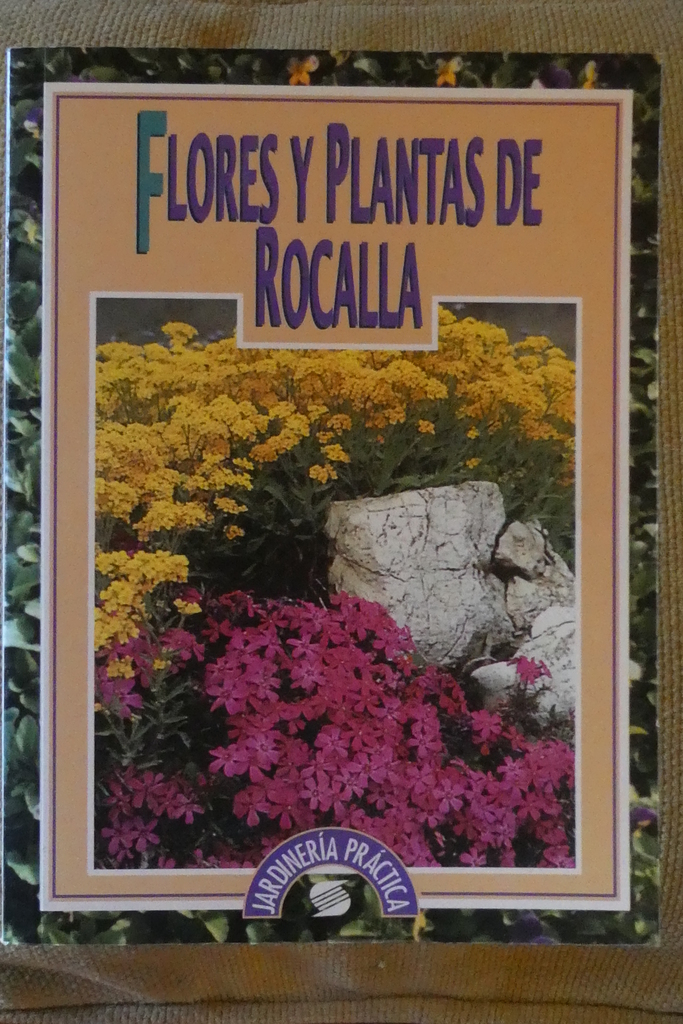 FLORES Y PLANTAS DE
ROCALLA
JARDINERÍA PRÁCTICA